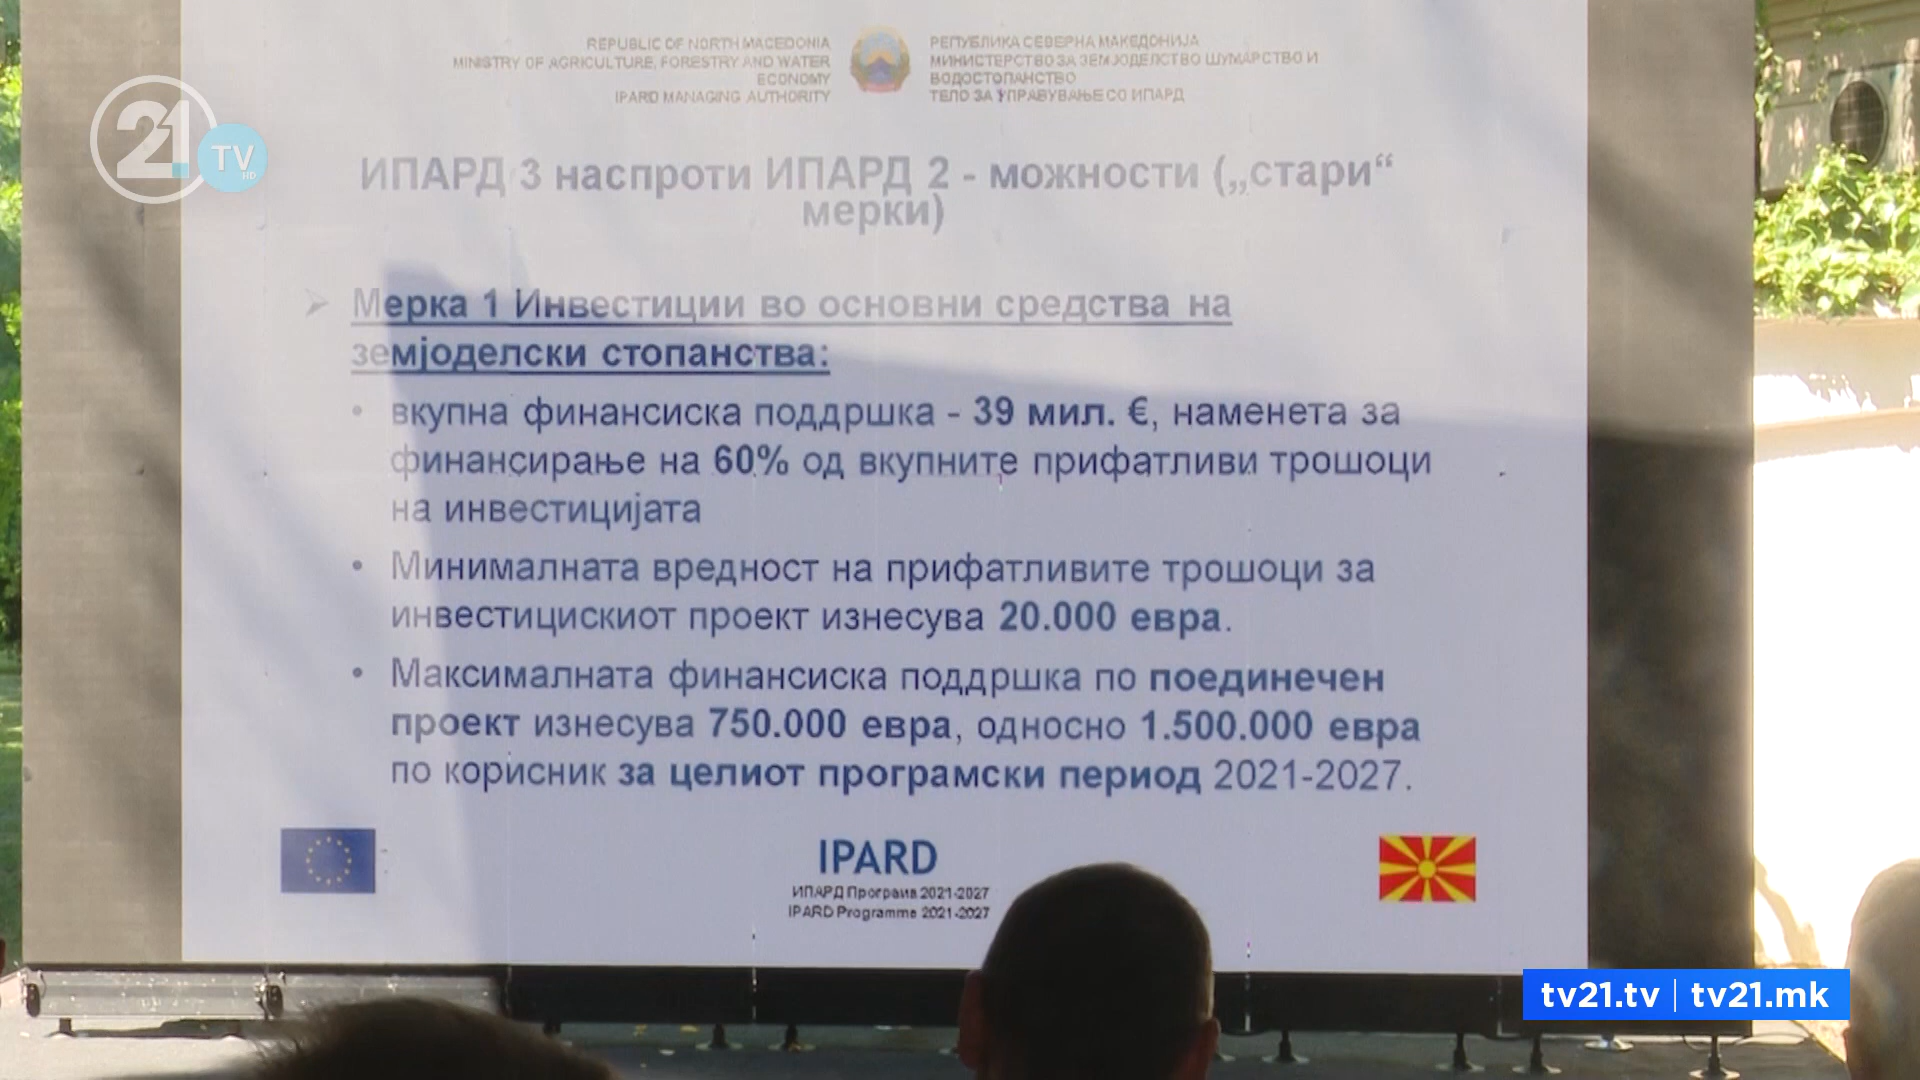 REPUBLIC OF NORTH MACEDONIA
MINISTRY OF AGRICULTURE, FORESTRY AND WATER
ECONOMY
IPARD MANAGING AUTHORITY
РЕПУБЛИКА СЕВЕРНА МАКЕДОНИЈА
МИНИСТЕРСТВО ЗА ЗЕМЈОДЕЛСТВО ШУМАРСТВО И
ВОДОСТОПАНСТВО
ТЕЛО ЗА УПРАВУВАЊЕ СО ИПАРД
21 TV HD
ИПАРД 3 наспроти ИПАРД 2 - можности („стари“
мерки)
➢ Мерка 1 Инвестиции во основни средства на
земјоделски стопанства:
• вкупна финансиска поддршка - 39 мил. €, наменета за
финансирање на 60% од вкупните прифатливи трошоци
на инвестицијата
• Минималната вредност на прифатливите трошоци за
инвестицискиот проект изнесува 20.000 евра.
• Максималната финансиска поддршка по поединечен
проект изнесува 750.000 евра, односно 1.500.000 евра
по корисник за целиот програмски период 2021-2027.
IPARD
ИПАРД Програма 2021-2027
IPARD Programme 2021-2027
tv21.tv | tv21.mk